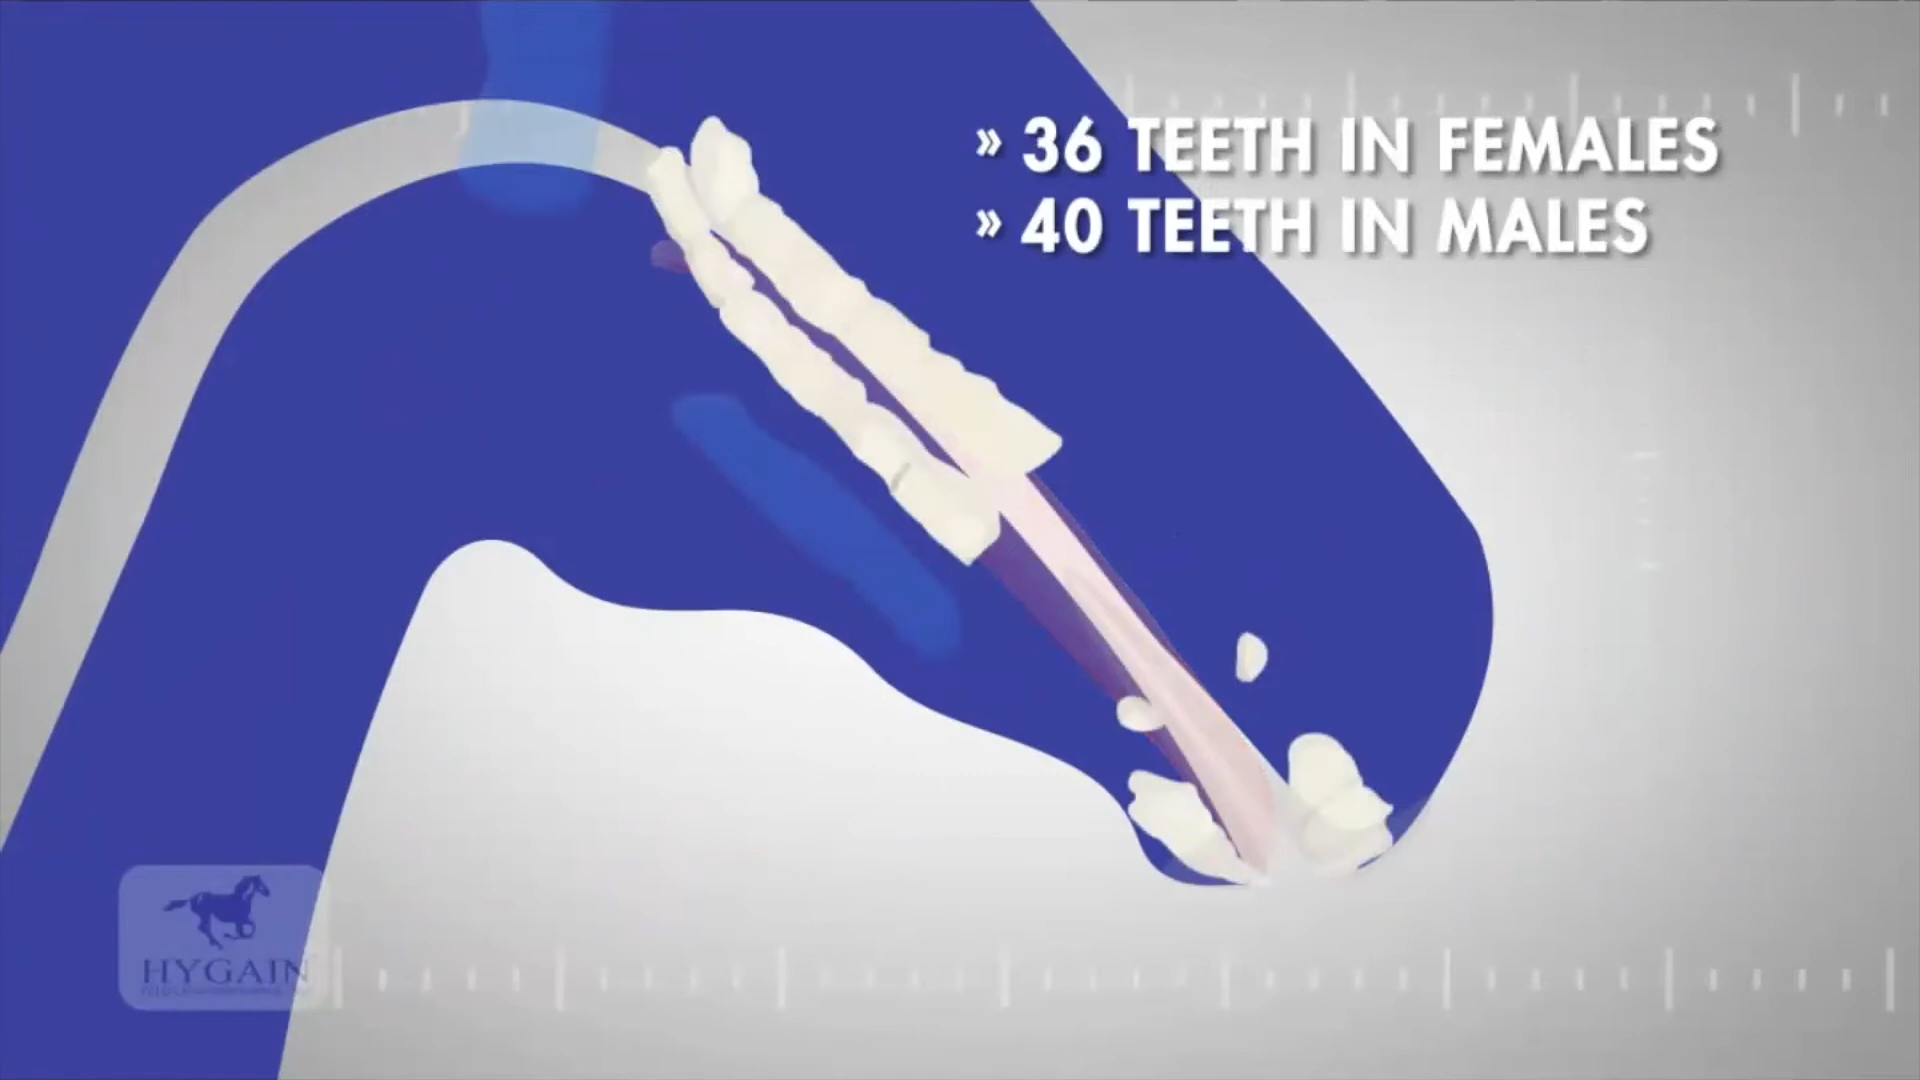 » 36 TEETH IN FEMALES
» 40 TEETH IN MALES
HYGAIN